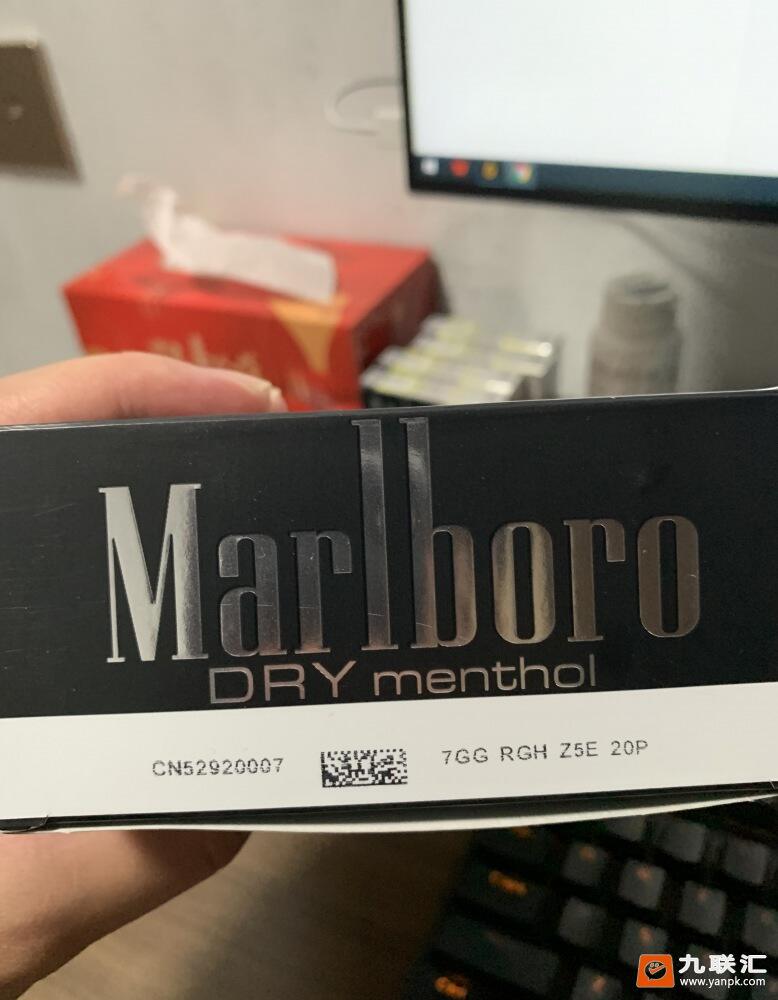 Marlboro
DRY menthol
CN52920007
7GG RGH Z5E 20P
九联汇
www.yanpk.com